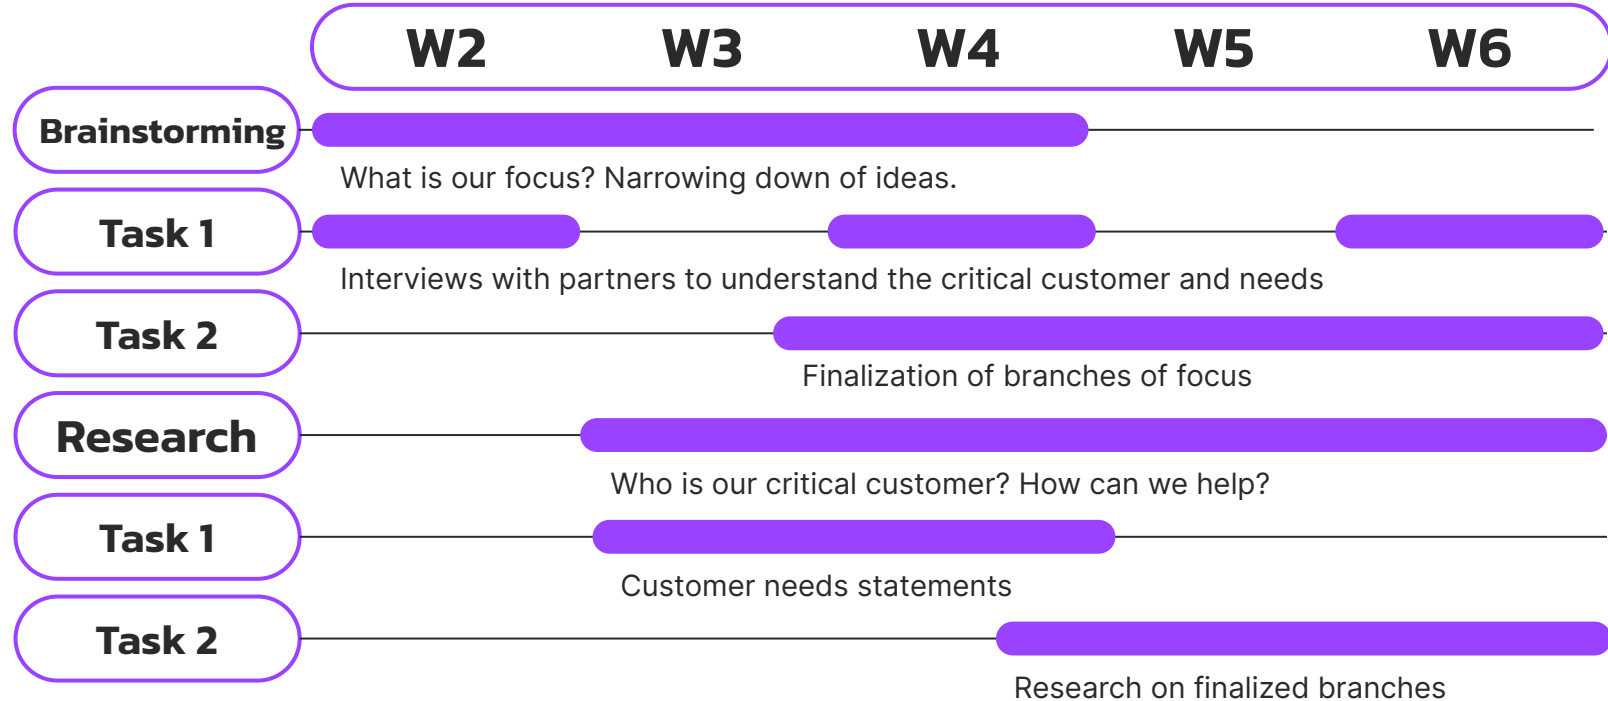 W2 W3 W4 W5 W6
Brainstorming
What is our focus? Narrowing down of ideas.
Task 1
Interviews with partners to understand the critical customer and needs
Task 2
Finalization of branches of focus
Research
Who is our critical customer? How can we help?
Task 1
Customer needs statements
Task 2
Research on finalized branches